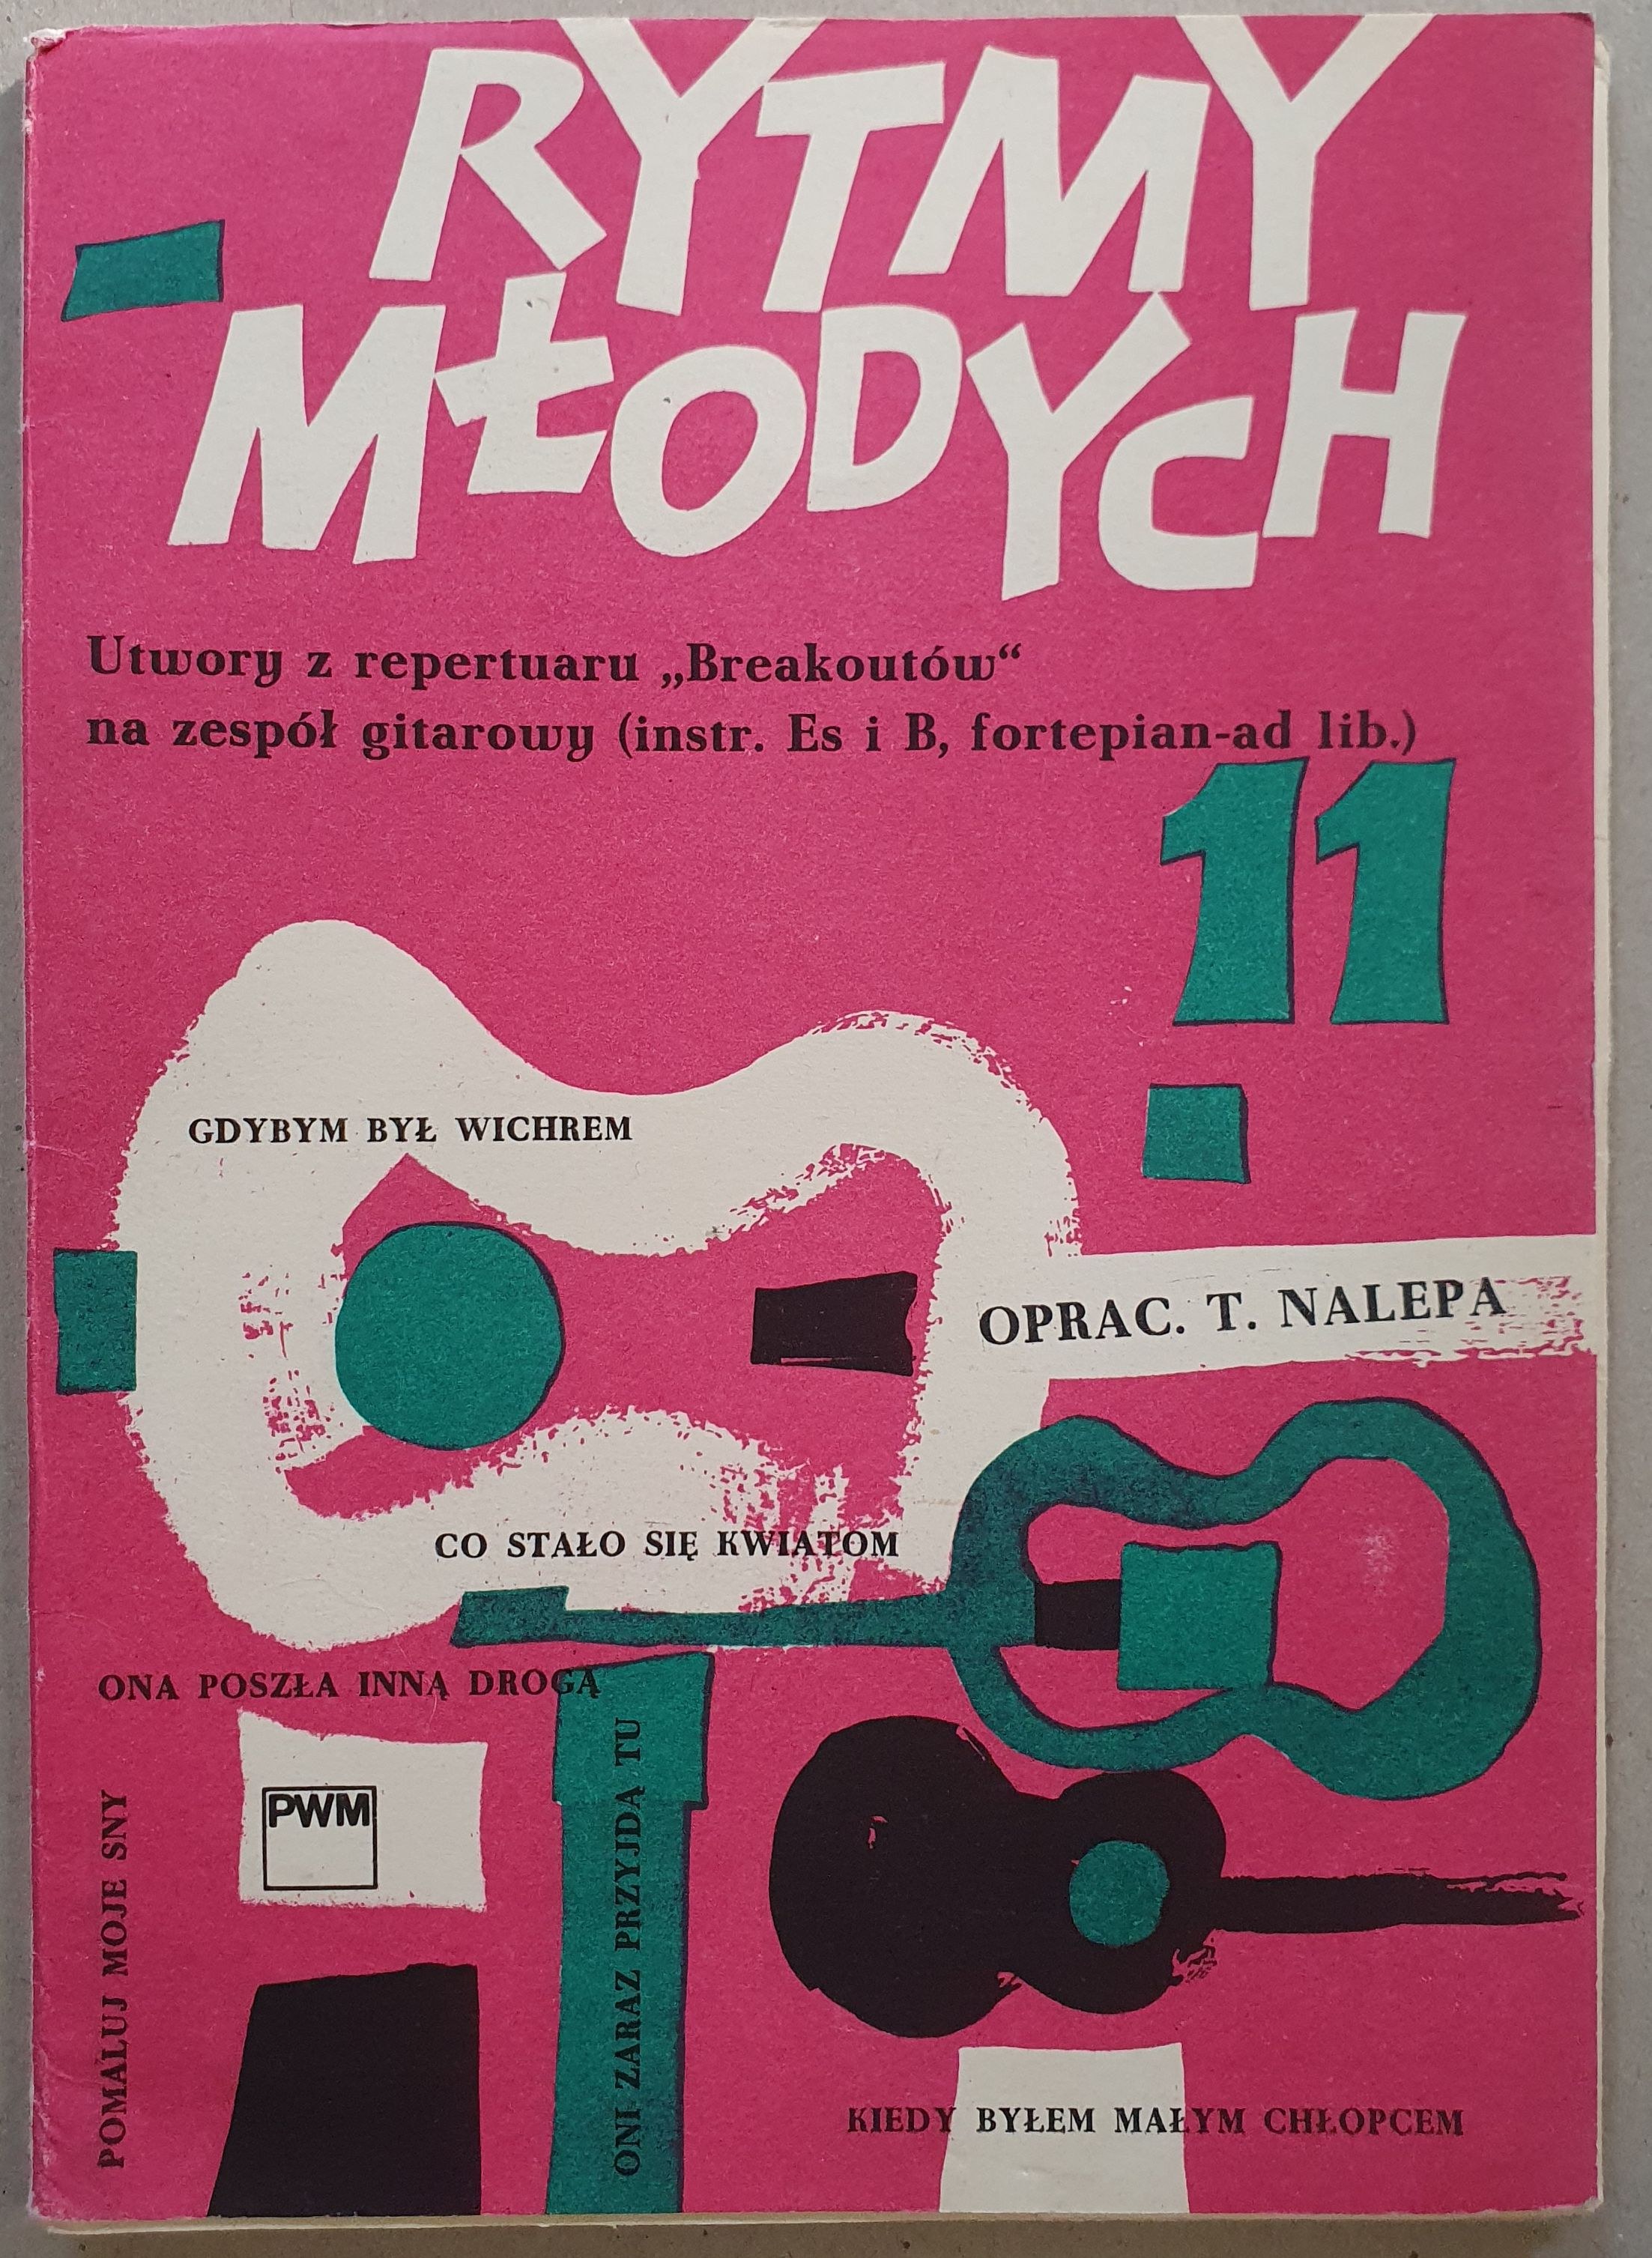 RYTMY
MŁODYCH
Utwory z repertuaru „Breakoutów“
na zespół gitarowy (instr. Es i B, fortepian-ad lib.)
11
GDYBYM BYŁ WICHREM
OPRAC. T. NALEPA
CO STAŁO SIĘ KWIATOM
ONA POSZŁA INNĄ DROGĄ
PWM
POMALUJ MOJE SNY
ONI ZARAZ PRZYJDĄ TU
KIEDY BYŁEM MAŁYM CHŁOPCEM